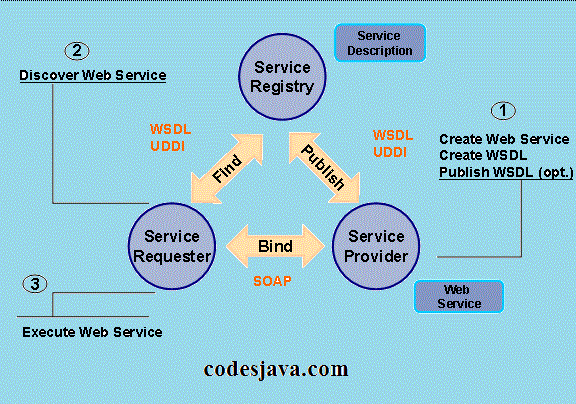 2
Discover Web Service
Service
Registry
Service
Description
1
Create Web Service
Create WSDL
Publish WSDL (opt.)
WSDL
UDDI
WSDL
UDDI
Find
Publish
Service
Requester
Bind
Service
Provider
SOAP
3
Execute Web Service
Web
Service
codesjava.com